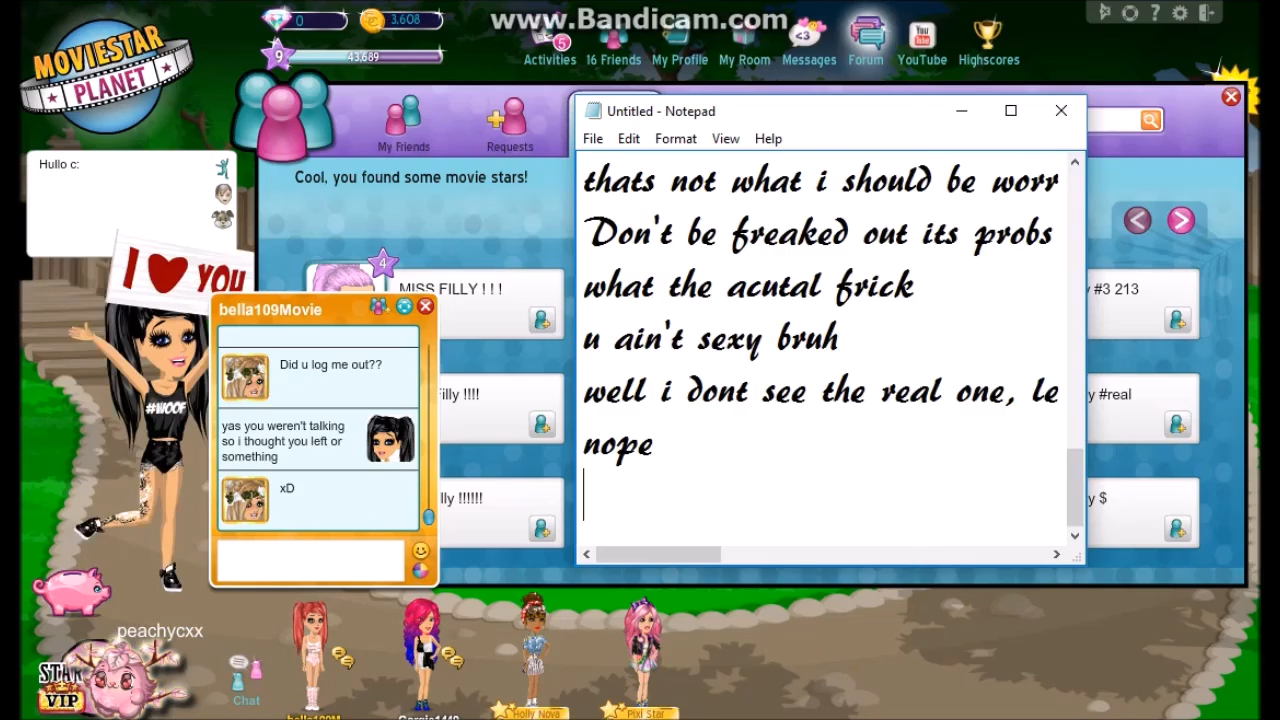 www.Bandicam.com
MOVIESTAR
PLANET
0
3.608
9
43.689
5
<3
You Tube
Activities
16 Friends
My Profile
My Room
Messages
Forum
YouTube
Highscores
?
My Friends
Requests
Hullo c:
Cool, you found some movie stars!
I ❤ YOU
#WOOF
4
MISS FILLY ! ! !
illy !!!!
lly !!!!!!
y #3 213
y #real
y $
Untitled - Notepad
File Edit Format View Help
thats not what i should be worr
Don't be freaked out its probs
what the acutal frick
u ain't sexy bruh
well i dont see the real one, le
nope
bella109Movie
Did u log me out??
yas you weren't talking
so i thought you left or
something
xD
peachycxx
STAR
VIP
Chat
bella109M
Holly Nova
Pixi Star